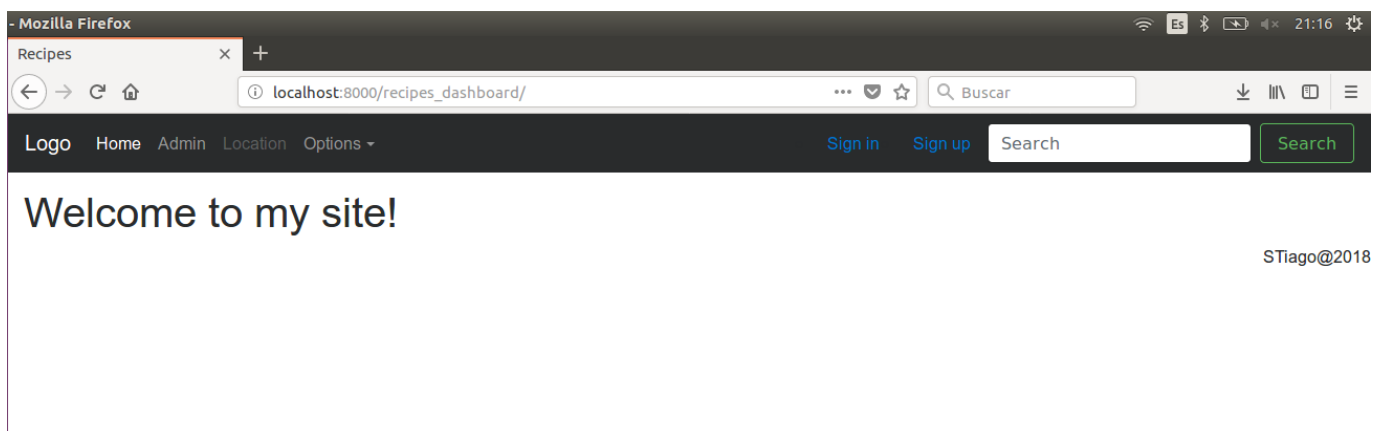 - Mozilla Firefox Es 21:16
Recipes
localhost:8000/recipes_dashboard/ Buscar
Logo Home Admin Location Options Sign in Sign up Search Search
Welcome to my site!
STiago@2018